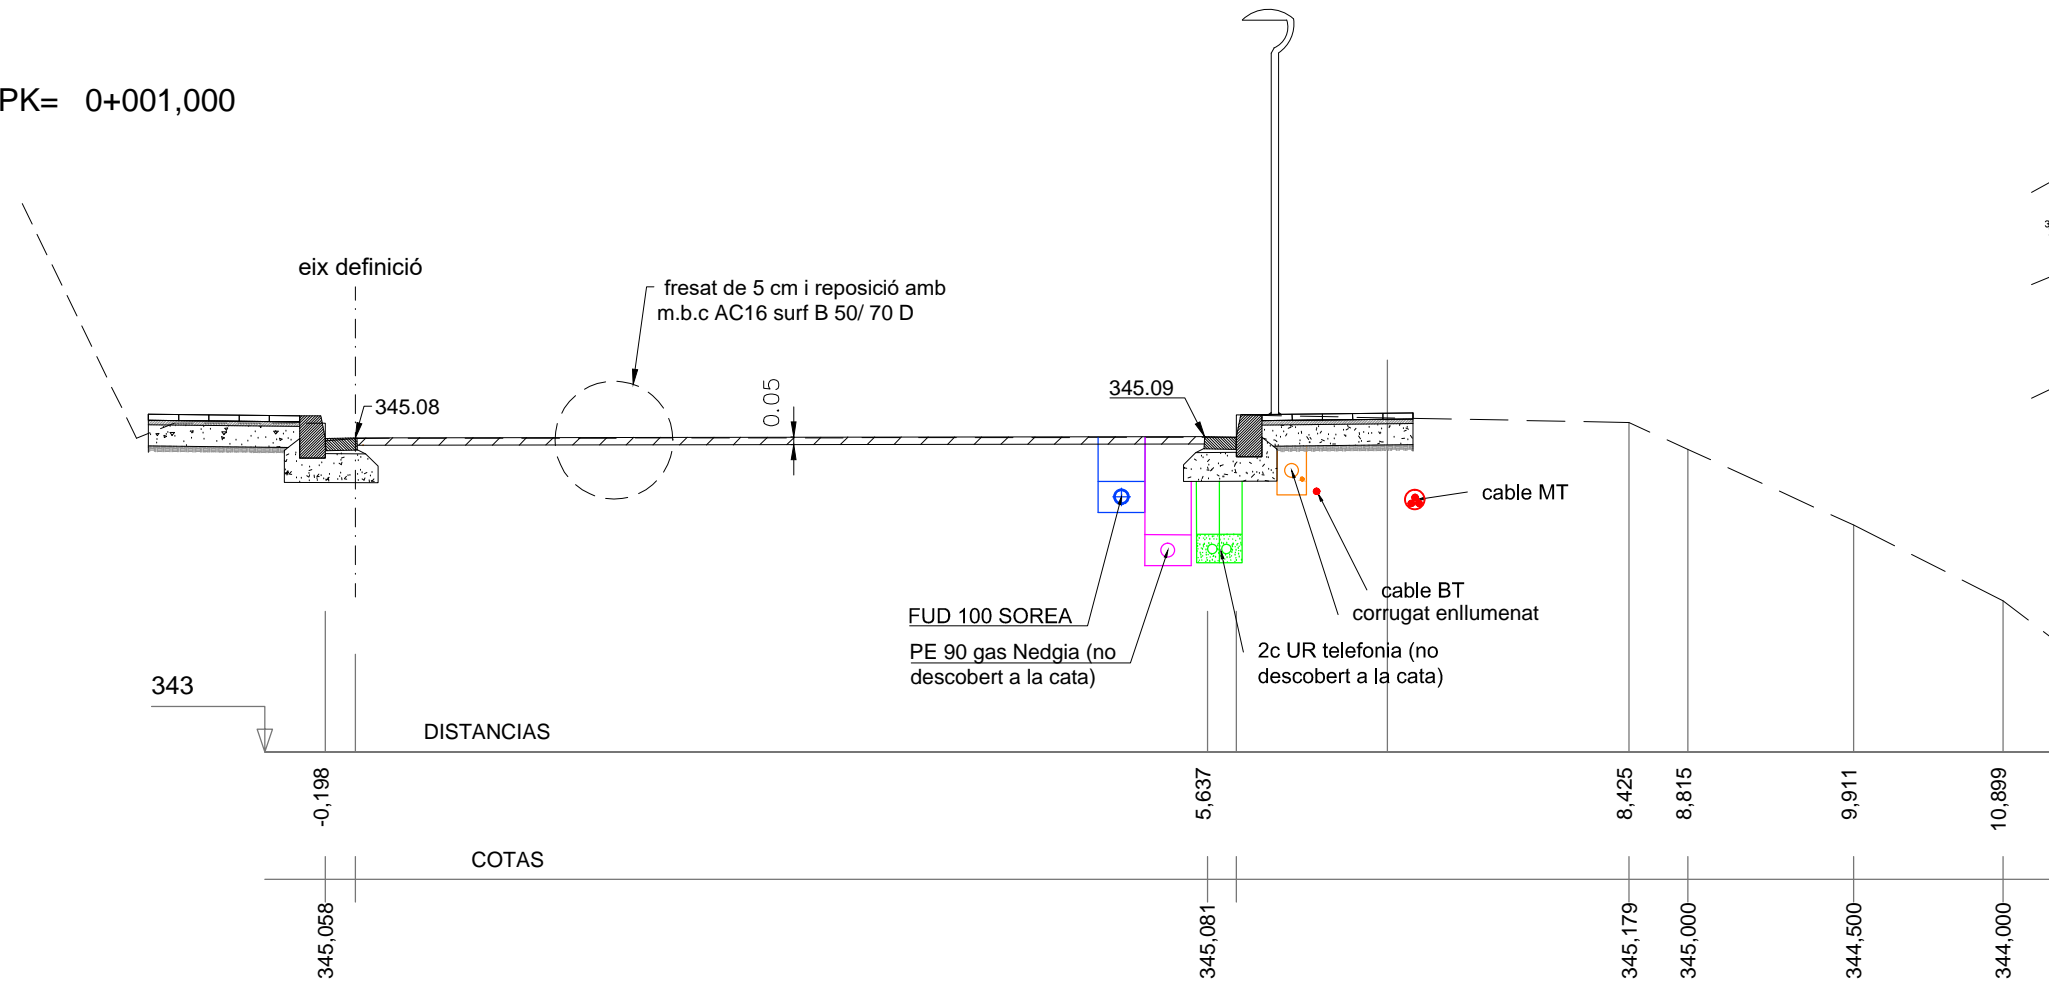 PK= 0+001,000
eix definició
fresat de 5 cm i reposició amb
m.b.c AC16 surf B 50/ 70 D
345.08
0.05
345.09
cable MT
cable BT
corrugat enllumenat
FUD 100 SOREA
PE 90 gas Nedgia (no
descobert a la cata)
2c UR telefonia (no
descobert a la cata)
343
DISTANCIAS
-0,198
5,637
8,425
8,815
9,911
10,899
COTAS
345,058
345,081
345,179
345,000
344,500
344,000